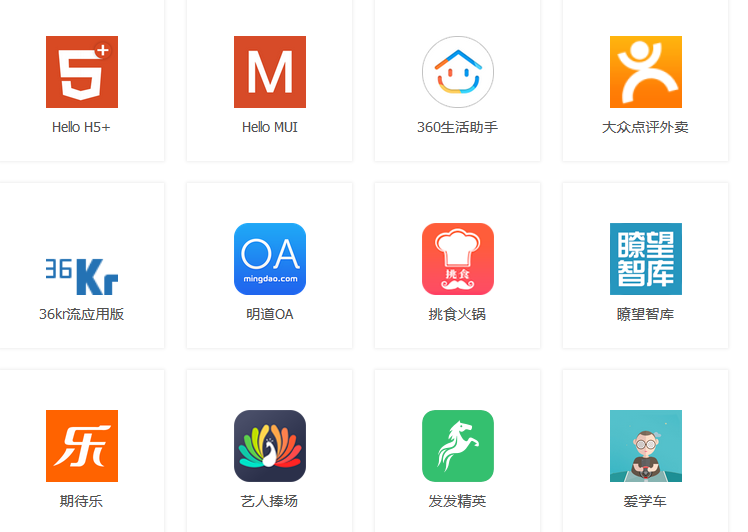 Hello H5+
M
Hello MUI
360生活助手
大众点评外卖
36Kr
36kr流应用版
OA
mingdao.com
明道OA
挑食
挑食火锅
瞭望
智库
瞭望智库
乐
期待乐
艺人捧场
发发精英
爱学车